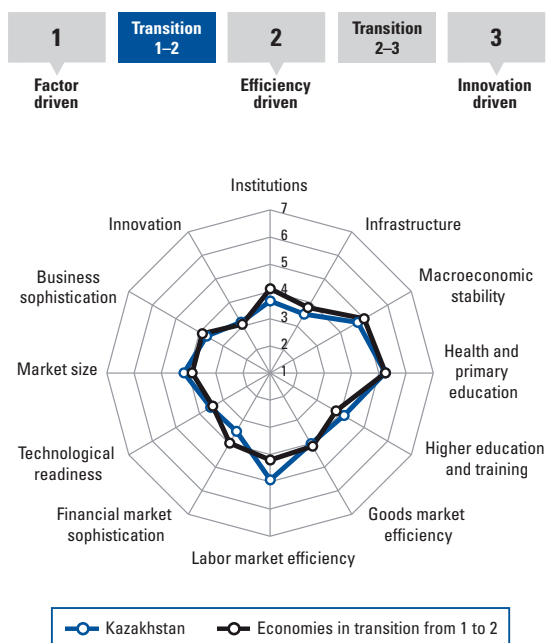 1
Transition
1–2
2
Transition
2–3
3
Factor
driven
Efficiency
driven
Innovation
driven
Institutions
7
6
5
4
3
2
1
Infrastructure
Macroeconomic
stability
Health and
primary
education
Higher education
and training
Goods market
efficiency
Labor market efficiency
Financial market
sophistication
Technological
readiness
Market size
Business
sophistication
Innovation
Kazakhstan
Economies in transition from 1 to 2